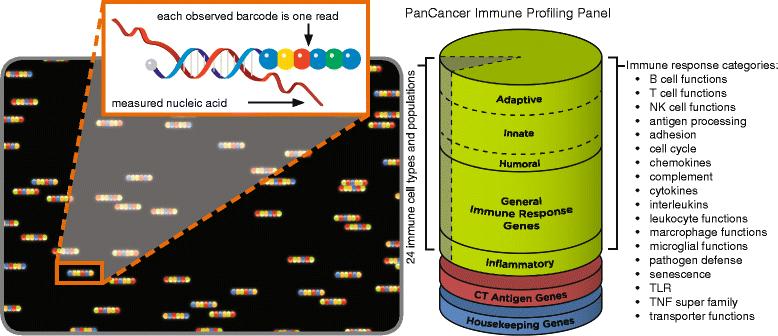 each observed barcode is one read
measured nucleic acid
PanCancer Immune Profiling Panel
24 immune cell types and populations
Adaptive
Innate
Humoral
General
Immune Response
Genes
Inflammatory
CT Antigen Genes
Housekeeping Genes
Immune response categories:
• B cell functions
• T cell functions
• NK cell functions
• antigen processing
• adhesion
• cell cycle
• chemokines
• complement
• cytokines
• interleukins
• leukocyte functions
• marcrophage functions
• microglial functions
• pathogen defense
• senescence
• TLR
• TNF super family
• transporter functions